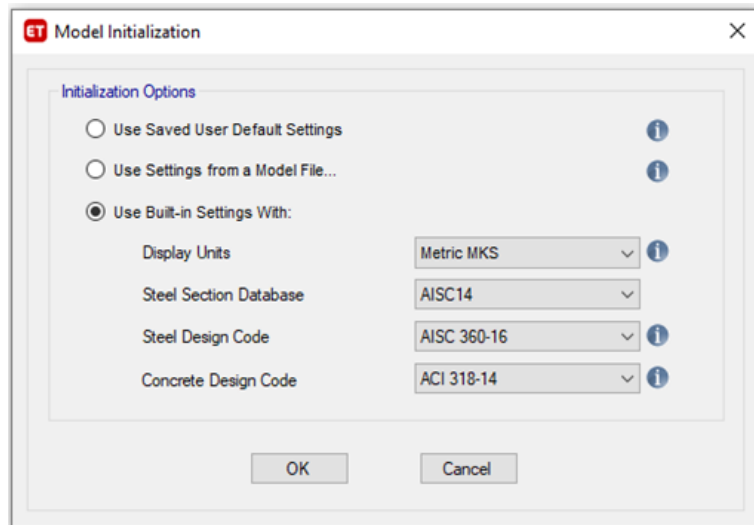 ET Model Initialization
Initialization Options
Use Saved User Default Settings
Use Settings from a Model File...
Use Built-in Settings With:
Display Units Metric MKS
Steel Section Database AISC14
Steel Design Code AISC 360-16
Concrete Design Code ACI 318-14
OK Cancel